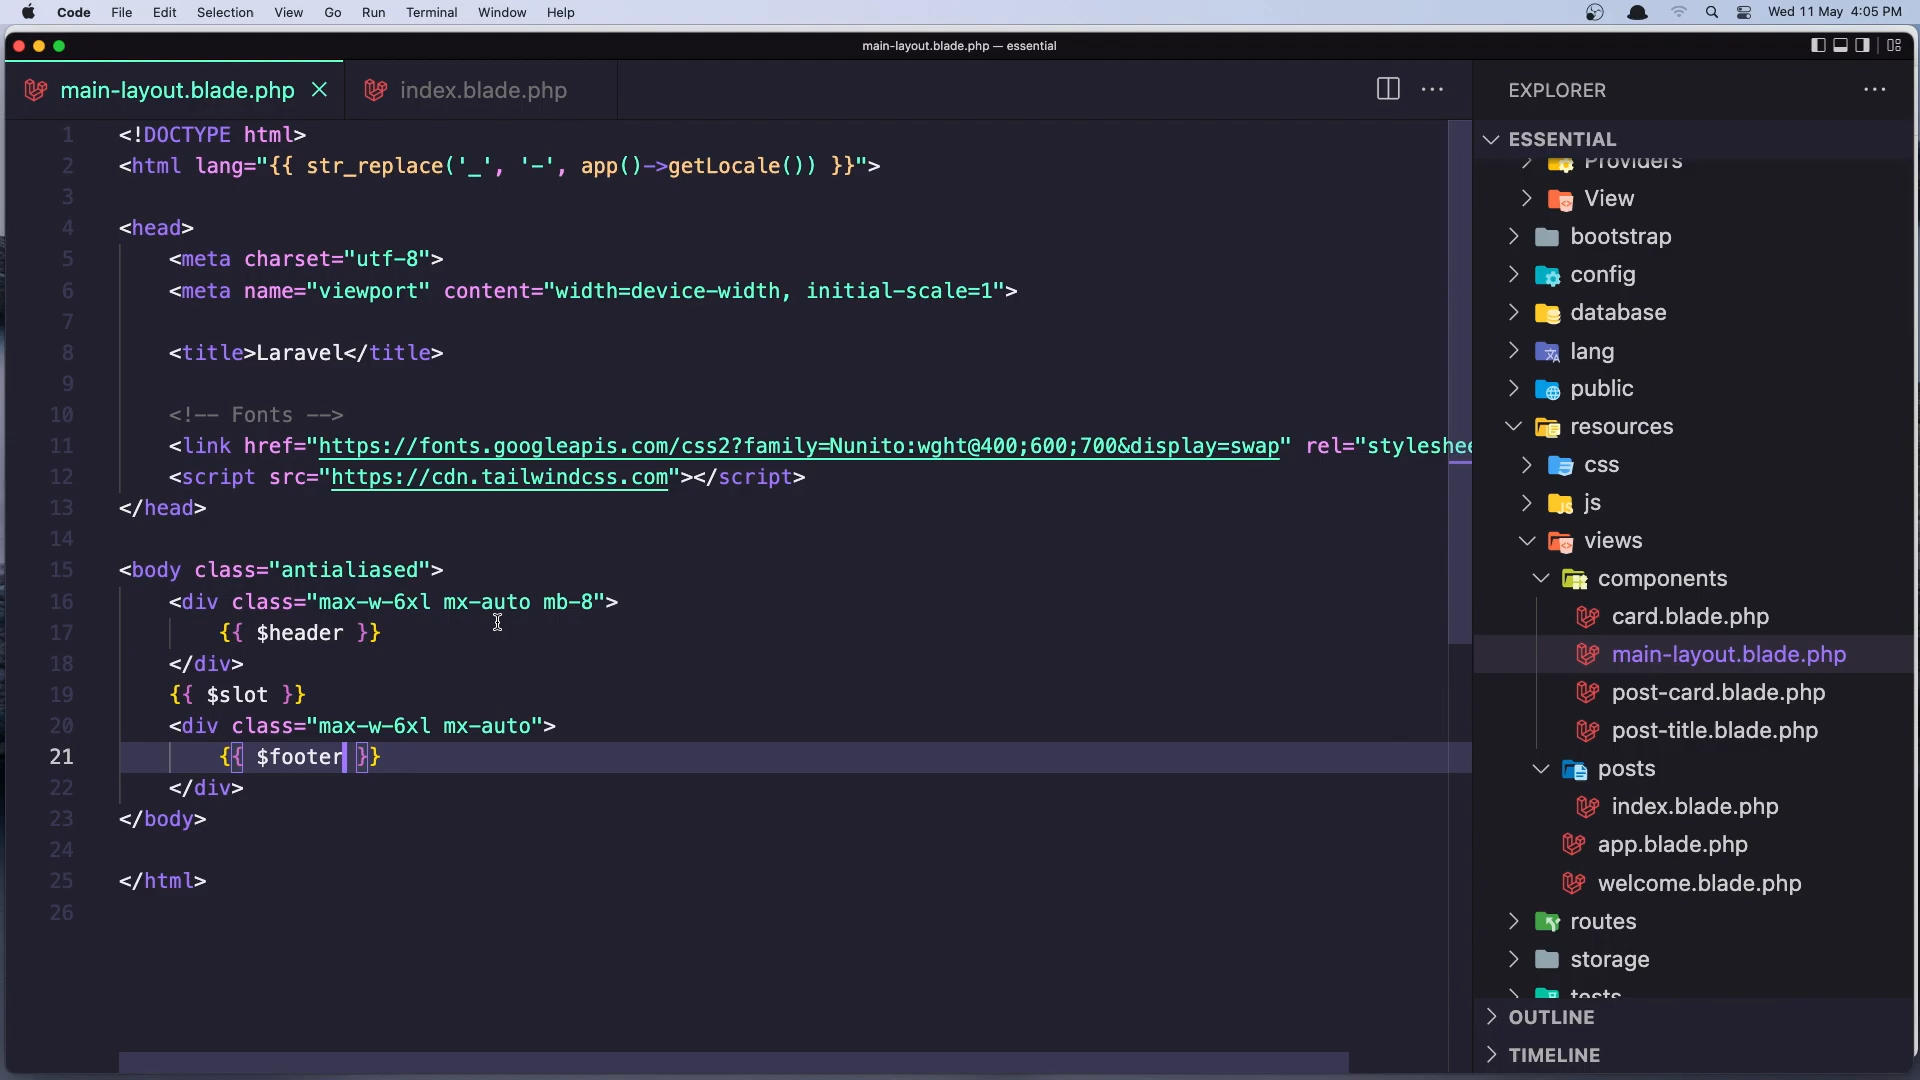 Code File Edit Selection View Go Run Terminal Window Help Wed 11 May 4:05 PM
main-layout.blade.php — essential
main-layout.blade.php index.blade.php
EXPLORER
ESSENTIAL
1 <!DOCTYPE html>
2 <html lang="{{ str_replace('_', '-', app()->getLocale()) }}">
3
4 <head>
5 <meta charset="utf-8">
6 <meta name="viewport" content="width=device-width, initial-scale=1">
7
8 <title>Laravel</title>
9
10 <!-- Fonts -->
11 <link href="https://fonts.googleapis.com/css2?family=Nunito:wght@400;600;700&display=swap" rel="styleshee
12 <script src="https://cdn.tailwindcss.com"></script>
13 </head>
14
15 <body class="antialiased">
16 <div class="max-w-6xl mx-auto mb-8">
17 {{ $header }}
18 </div>
19 {{ $slot }}
20 <div class="max-w-6xl mx-auto">
21 {{ $footer }}
22 </div>
23 </body>
24
25 </html>
26
Providers
View
bootstrap
config
database
lang
public
resources
css
js
views
components
card.blade.php
main-layout.blade.php
post-card.blade.php
post-title.blade.php
posts
index.blade.php
app.blade.php
welcome.blade.php
routes
storage
tests
OUTLINE
TIMELINE